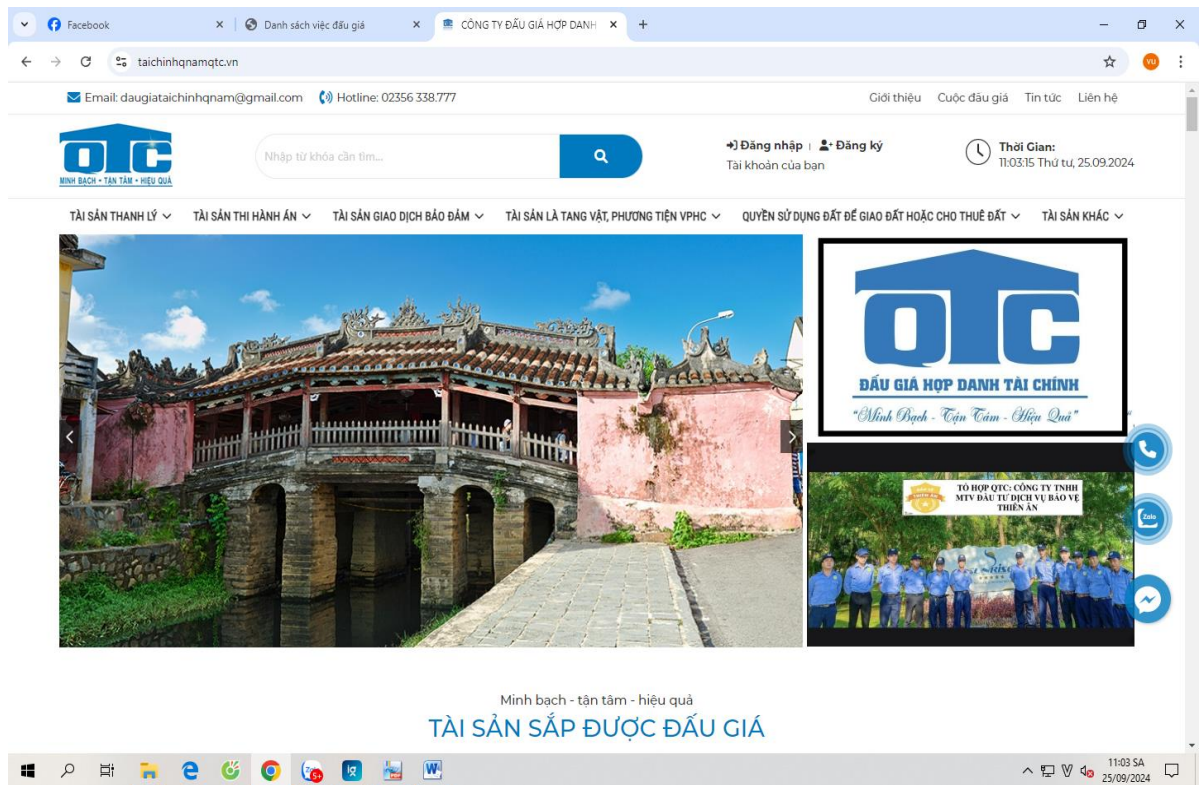 Facebook
Danh sách việc đấu giá
CÔNG TY ĐẤU GIÁ HỢP DANH
taichinhqnamqtc.vn
VU
Email: daugiataichinhqnam@gmail.com
Hotline: 02356 338.777
Giới thiệu
Cuộc đấu giá
Tin tức
Liên hệ
QTC
MINH BẠCH - TẬN TÂM - HIỆU QUẢ
Nhập từ khóa cần tìm...
Đăng nhập | Đăng ký
Tài khoản của bạn
Thời Gian:
11:03:15 Thứ tư, 25.09.2024
TÀI SẢN THANH LÝ
TÀI SẢN THI HÀNH ÁN
TÀI SẢN GIAO DỊCH BẢO ĐẢM
TÀI SẢN LÀ TANG VẬT, PHƯƠNG TIỆN VPHC
QUYỀN SỬ DỤNG ĐẤT ĐỂ GIAO ĐẤT HOẶC CHO THUÊ ĐẤT
TÀI SẢN KHÁC
QTC
ĐẤU GIÁ HỢP DANH TÀI CHÍNH
"Minh Bạch - Tận Tâm - Hiệu Quả"
TỔ HỢP QTC: CÔNG TY TNHH
MTV ĐẦU TƯ DỊCH VỤ BẢO VỆ
THIÊN ÂN
Zalo
Minh bạch - tận tâm - hiệu quả
TÀI SẢN SẮP ĐƯỢC ĐẤU GIÁ
5+
11:03 SA
25/09/2024